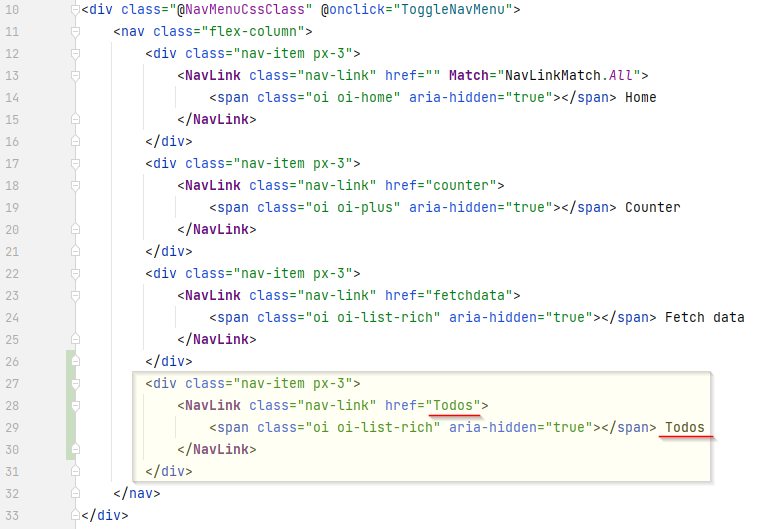 10 <div class="@NavMenuCssClass" @onclick="ToggleNavMenu">
11     <nav class="flex-column">
12         <div class="nav-item px-3">
13             <NavLink class="nav-link" href="" Match="NavLinkMatch.All">
14                 <span class="oi oi-home" aria-hidden="true"></span> Home
15             </NavLink>
16         </div>
17         <div class="nav-item px-3">
18             <NavLink class="nav-link" href="counter">
19                 <span class="oi oi-plus" aria-hidden="true"></span> Counter
20             </NavLink>
21         </div>
22         <div class="nav-item px-3">
23             <NavLink class="nav-link" href="fetchdata">
24                 <span class="oi oi-list-rich" aria-hidden="true"></span> Fetch data
25             </NavLink>
26         </div>
27         <div class="nav-item px-3">
28             <NavLink class="nav-link" href="Todos">
29                 <span class="oi oi-list-rich" aria-hidden="true"></span> Todos
30             </NavLink>
31         </div>
32     </nav>
33 </div>